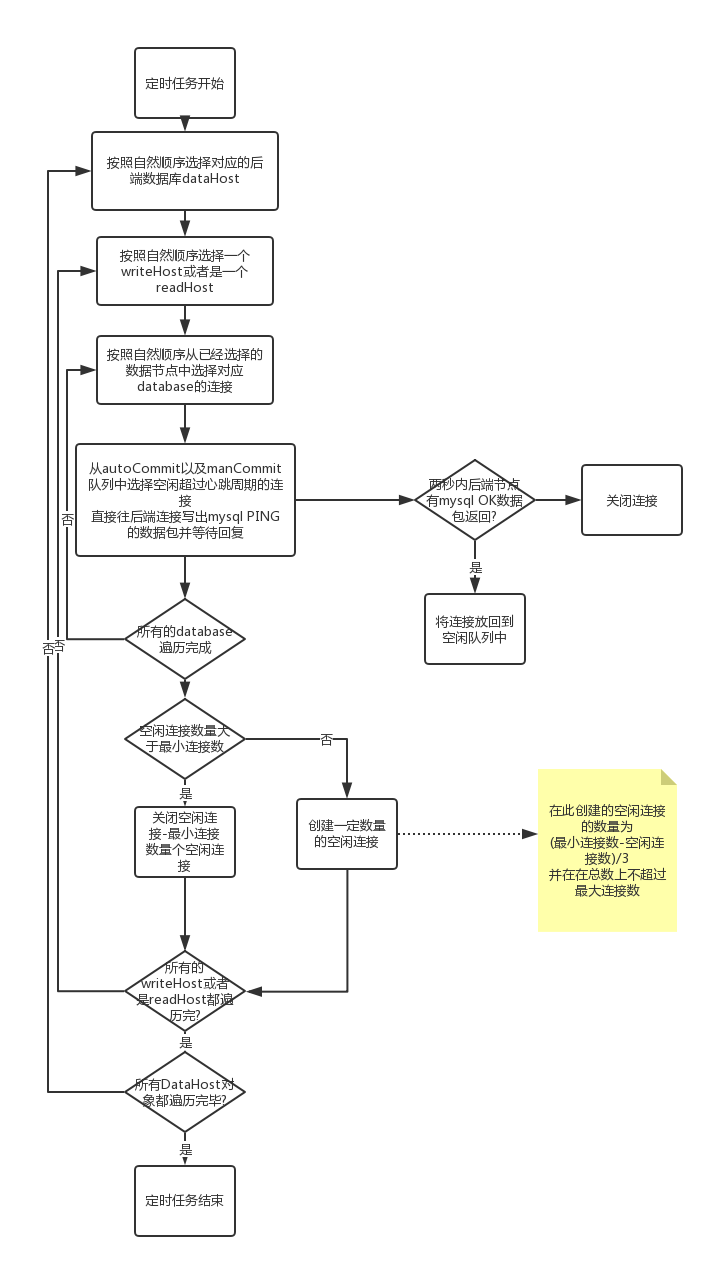 定时任务开始
按照自然顺序选择对应的后
端数据库dataHost
按照自然顺序选择一个
writeHost或者是一个
readHost
按照自然顺序从已经选择的
数据节点中选择对应
database的连接
从autoCommit以及manCommit
队列中选择空闲超过心跳周期的连
接
直接往后端连接写出mysql PING
的数据包并等待回复
两秒内后端节点
有mysql OK数据
包返回?
关闭连接
是
将连接放回到
空闲队列中
否
所有的database
遍历完成
否
否
空闲连接数量大
于最小连接数
否
是
关闭空闲连
接-最小连接
数量个空闲连
接
创建一定数量
的空闲连接
在此创建的空闲连接
的数量为
(最小连接数-空闲连
接数)/3
并在在总数上不超过
最大连接数
所有的
writeHost或者
是readHost都遍
历完?
是
所有DataHost对
象都遍历完毕?
是
定时任务结束